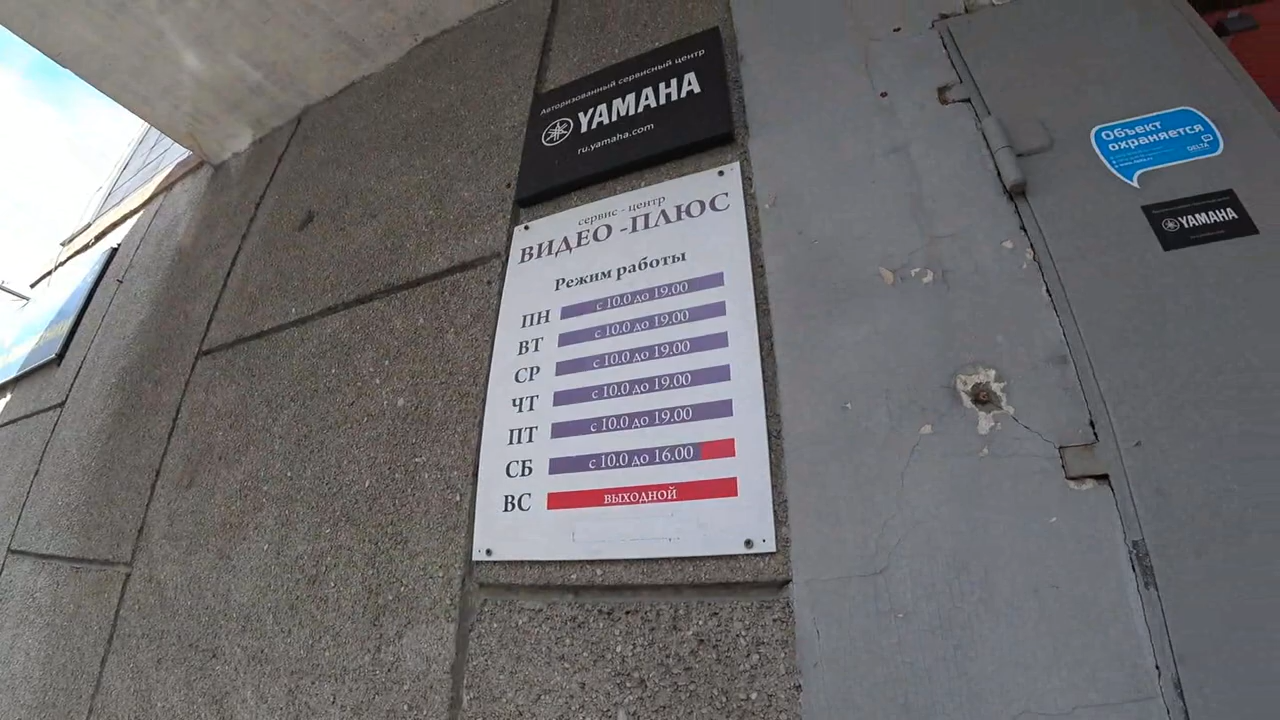 Авторизованный сервисный центр
YAMAHA
ru.yamaha.com
сервис - центр
ВИДЕО -ПЛЮС
Режим работы
ПН с 10.0 до 19.00
ВТ с 10.0 до 19.00
СР с 10.0 до 19.00
ЧТ с 10.0 до 19.00
ПТ с 10.0 до 19.00
СБ с 10.0 до 16.00
ВС ВЫХОДНОЙ
Объект
охраняется
DELTA
YAMAHA